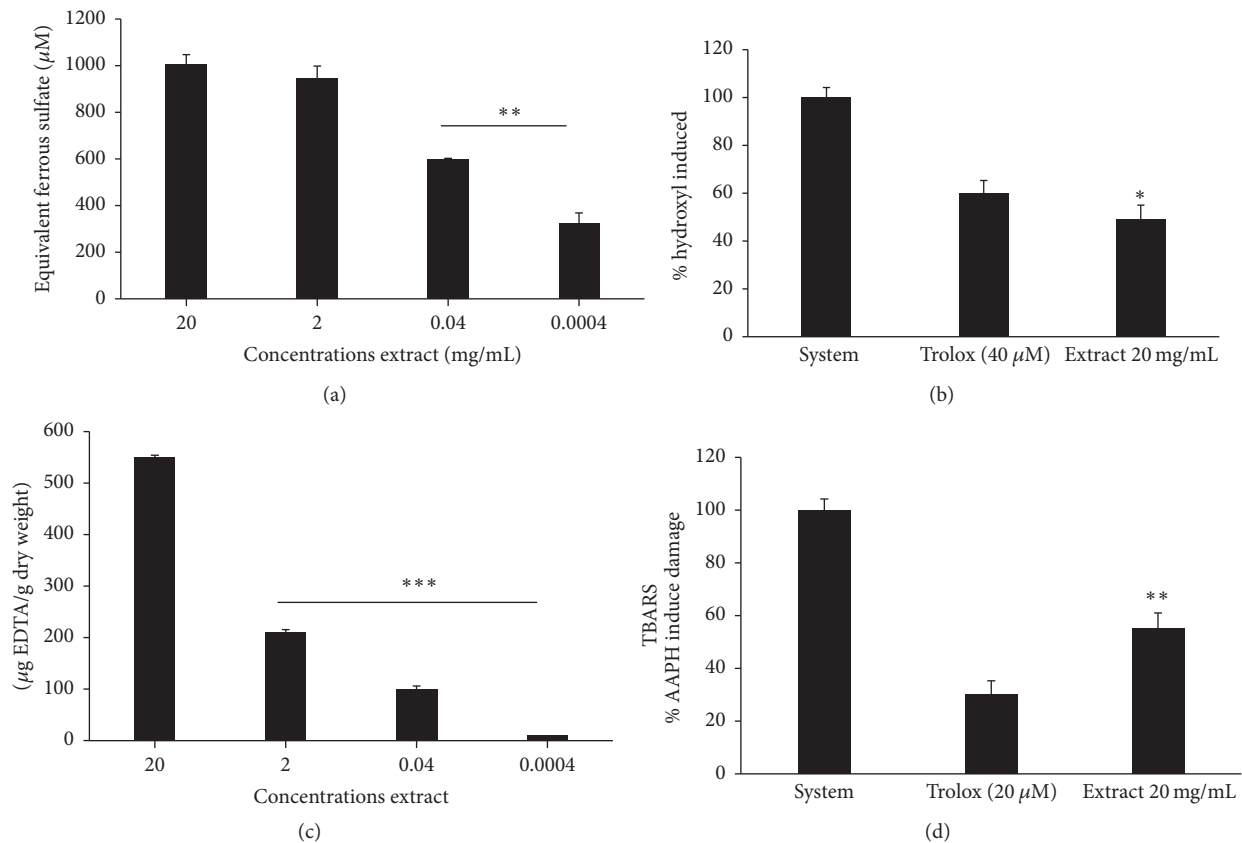 Equivalent ferrous sulfate (μM)
1200
1000
800
600
400
200
0
**
20 2 0.04 0.0004
Concentrations extract (mg/mL)
(a)
% hydroxyl induced
120
100
80
60
40
20
0
*
System Trolox (40 μM) Extract 20 mg/mL
(b)
(μg EDTA/g dry weight)
600
500
400
300
200
100
0
***
20 2 0.04 0.0004
Concentrations extract
(c)
TBARS
% AAPH induce damage
120
100
80
60
40
20
0
**
System Trolox (20 μM) Extract 20 mg/mL
(d)